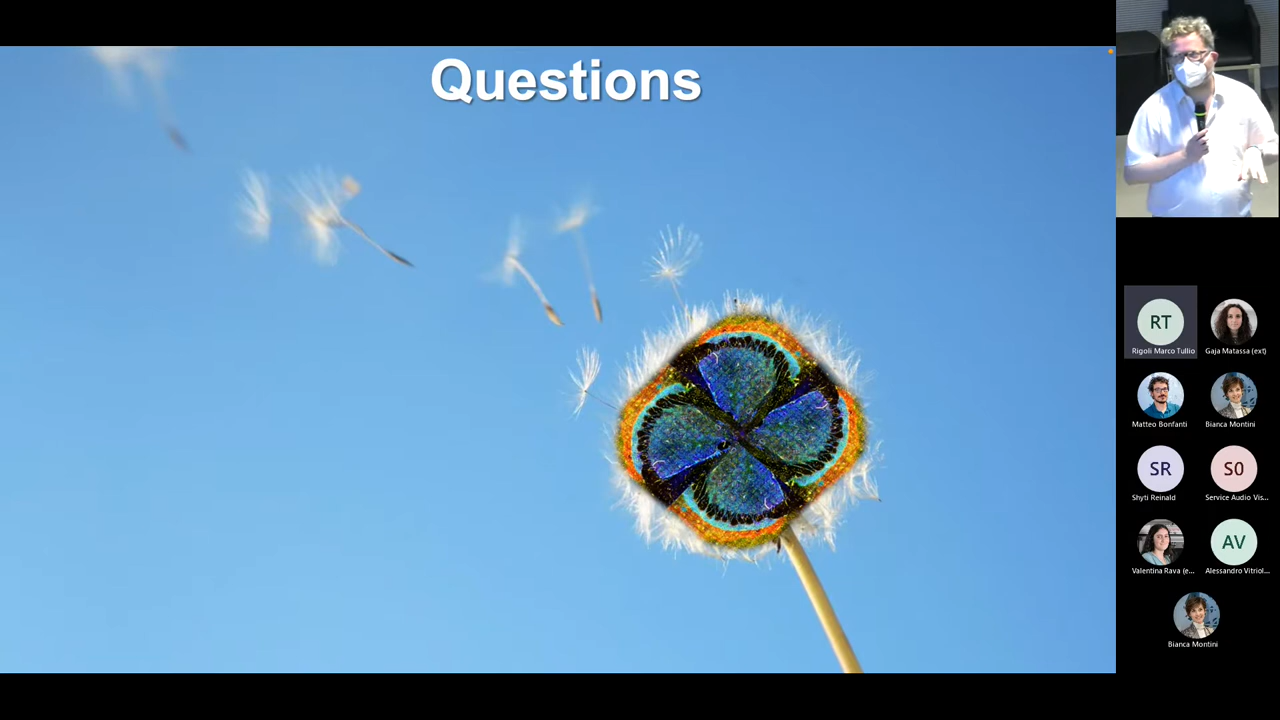 Questions
RT
Rigoli Marco Tullio
Gaja Matassa (ext)
Matteo Bonfanti
Bianca Montini
SR
S0
Shyti Reinald
Service Audio Vis...
AV
Valentina Rava (e...
Alessandro Vitriol...
Bianca Montini